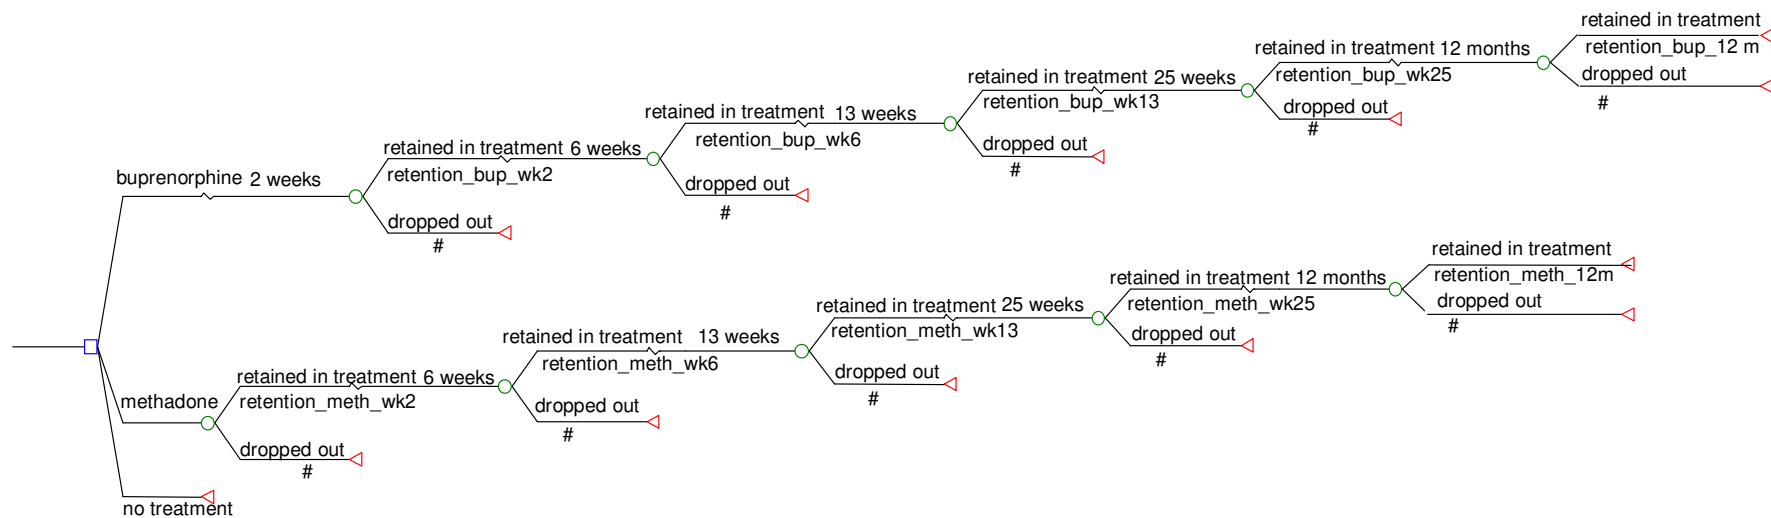 retained in treatment
retention_bup_12 m
dropped out
#
retained in treatment 12 months
retention_bup_wk25
dropped out
#
retained in treatment 25 weeks
retention_bup_wk13
dropped out
#
retained in treatment 13 weeks
retention_bup_wk6
dropped out
#
retained in treatment 6 weeks
retention_bup_wk2
dropped out
#
buprenorphine 2 weeks
retained in treatment
retention_meth_12m
dropped out
#
retained in treatment 12 months
retention_meth_wk25
dropped out
#
retained in treatment 25 weeks
retention_meth_wk13
dropped out
#
retained in treatment 13 weeks
retention_meth_wk6
dropped out
#
retained in treatment 6 weeks
retention_meth_wk2
dropped out
#
methadone
no treatment